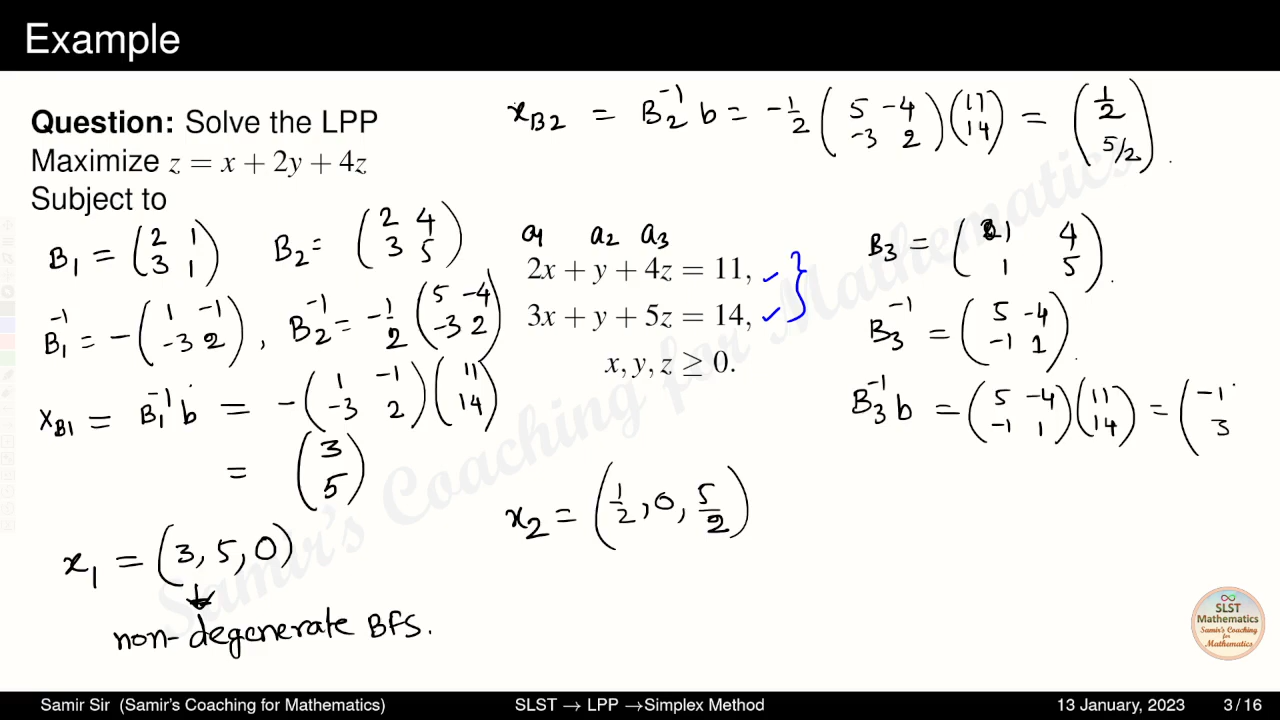 Example
Question: Solve the LPP
Maximize z = x + 2y + 4z
Subject to
a1 a2 a3
2x + y + 4z = 11,
3x + y + 5z = 14,
x, y, z ≥ 0.
B1 = (2 1
3 1)
B2 = (2 4
3 5)
B1^-1 = -(1 -1
-3 2) , B2^-1 = -1/2 (5 -4
-3 2)
xB1 = B1^-1 b = -(1 -1
-3 2)(11
14)
= (3
5)
x1 = (3, 5, 0)
non-degenerate BFS.
xB2 = B2^-1 b = -1/2 (5 -4
-3 2)(11
14) = (1/2
5/2).
x2 = (1/2, 0, 5/2)
B3 = (1 4
1 5).
B3^-1 = (5 -4
-1 1).
B3^-1 b = (5 -4
-1 1)(11
14) = (-1
3
Samir's Coaching for Mathematics
SLST
Mathematics
Samir's Coaching
for
Mathematics
Samir Sir (Samir's Coaching for Mathematics) SLST → LPP →Simplex Method 13 January, 2023 3 / 16